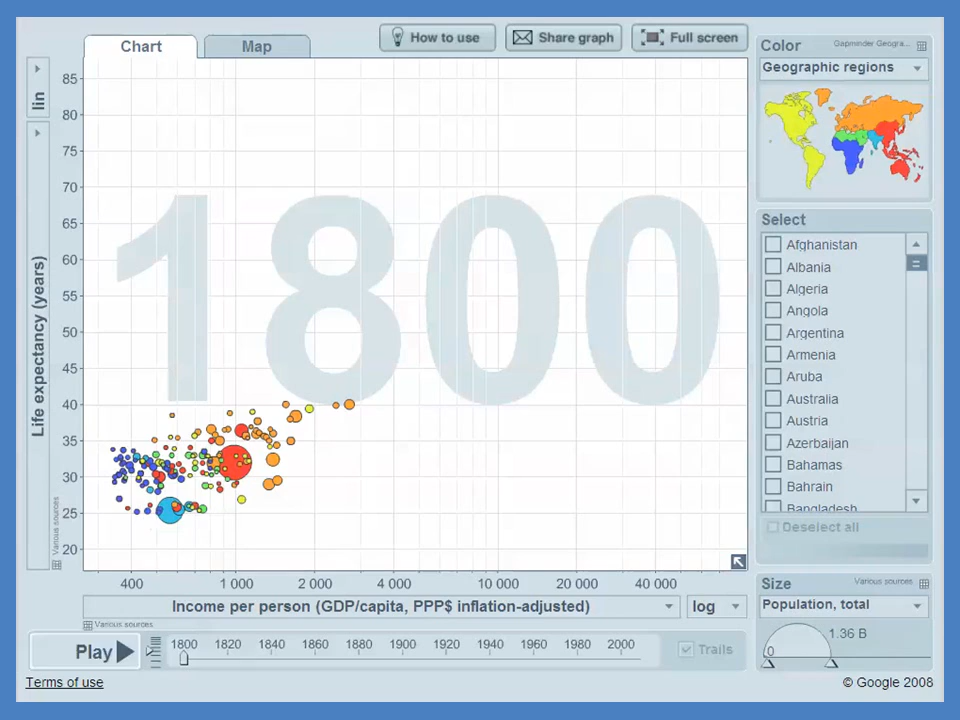 Chart
Map
How to use
Share graph
Full screen
Color
Gapminder Geogra...
Geographic regions
lin
Life expectancy (years)
Various sources
85
80
75
70
65
60
55
50
45
40
35
30
25
20
1800
400
1 000
2 000
4 000
10 000
20 000
40 000
Income per person (GDP/capita, PPP$ inflation-adjusted)
log
Various sources
Select
Afghanistan
Albania
Algeria
Angola
Argentina
Armenia
Aruba
Australia
Austria
Azerbaijan
Bahamas
Bahrain
Bangladesh
Deselect all
Size
Various sources
Population, total
0
1.36 B
Play
1800 1820 1840 1860 1880 1900 1920 1940 1960 1980 2000
Trails
Terms of use
© Google 2008